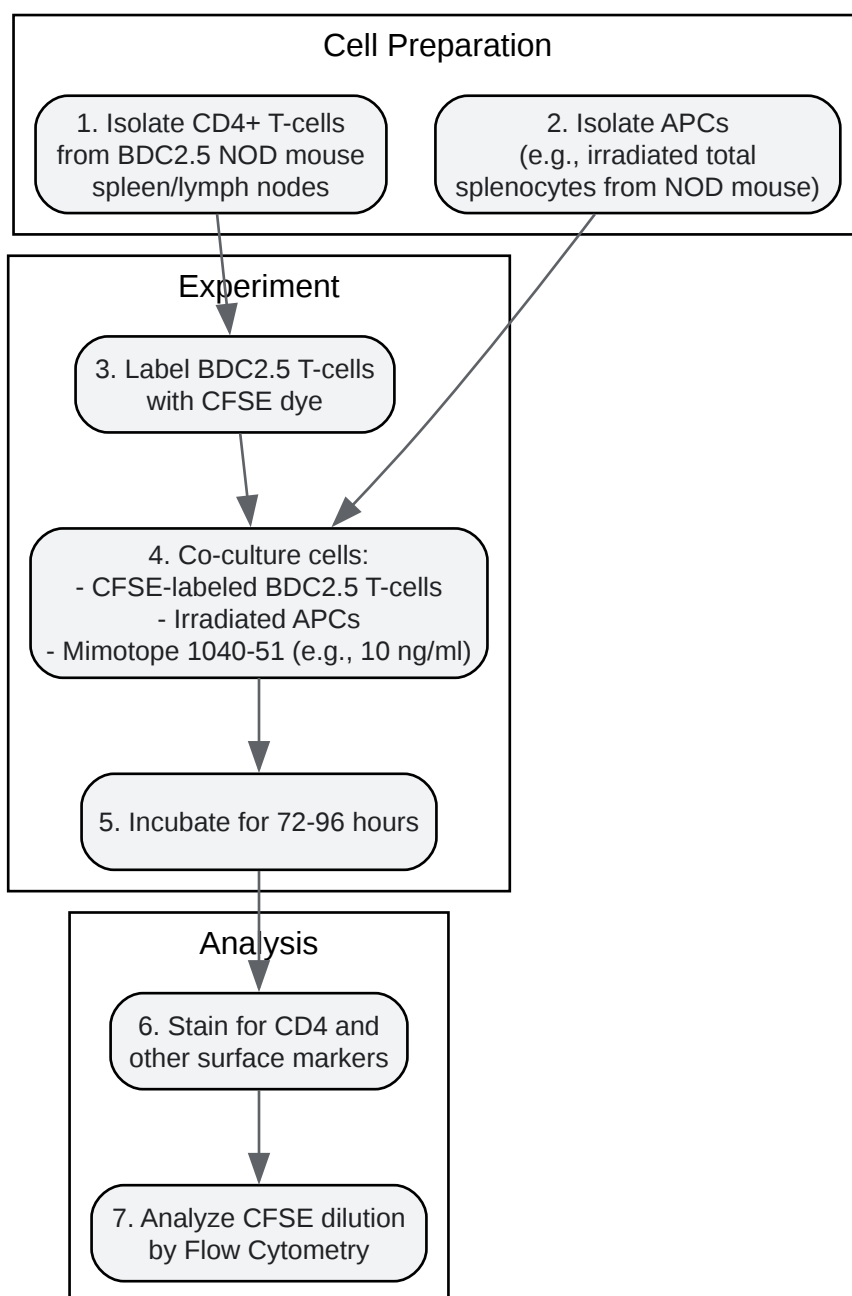 Cell Preparation
1. Isolate CD4+ T-cells
from BDC2.5 NOD mouse
spleen/lymph nodes
2. Isolate APCs
(e.g., irradiated total
splenocytes from NOD mouse)
Experiment
3. Label BDC2.5 T-cells
with CFSE dye
4. Co-culture cells:
- CFSE-labeled BDC2.5 T-cells
- Irradiated APCs
- Mimotope 1040-51 (e.g., 10 ng/ml)
5. Incubate for 72-96 hours
Analysis
6. Stain for CD4 and
other surface markers
7. Analyze CFSE dilution
by Flow Cytometry